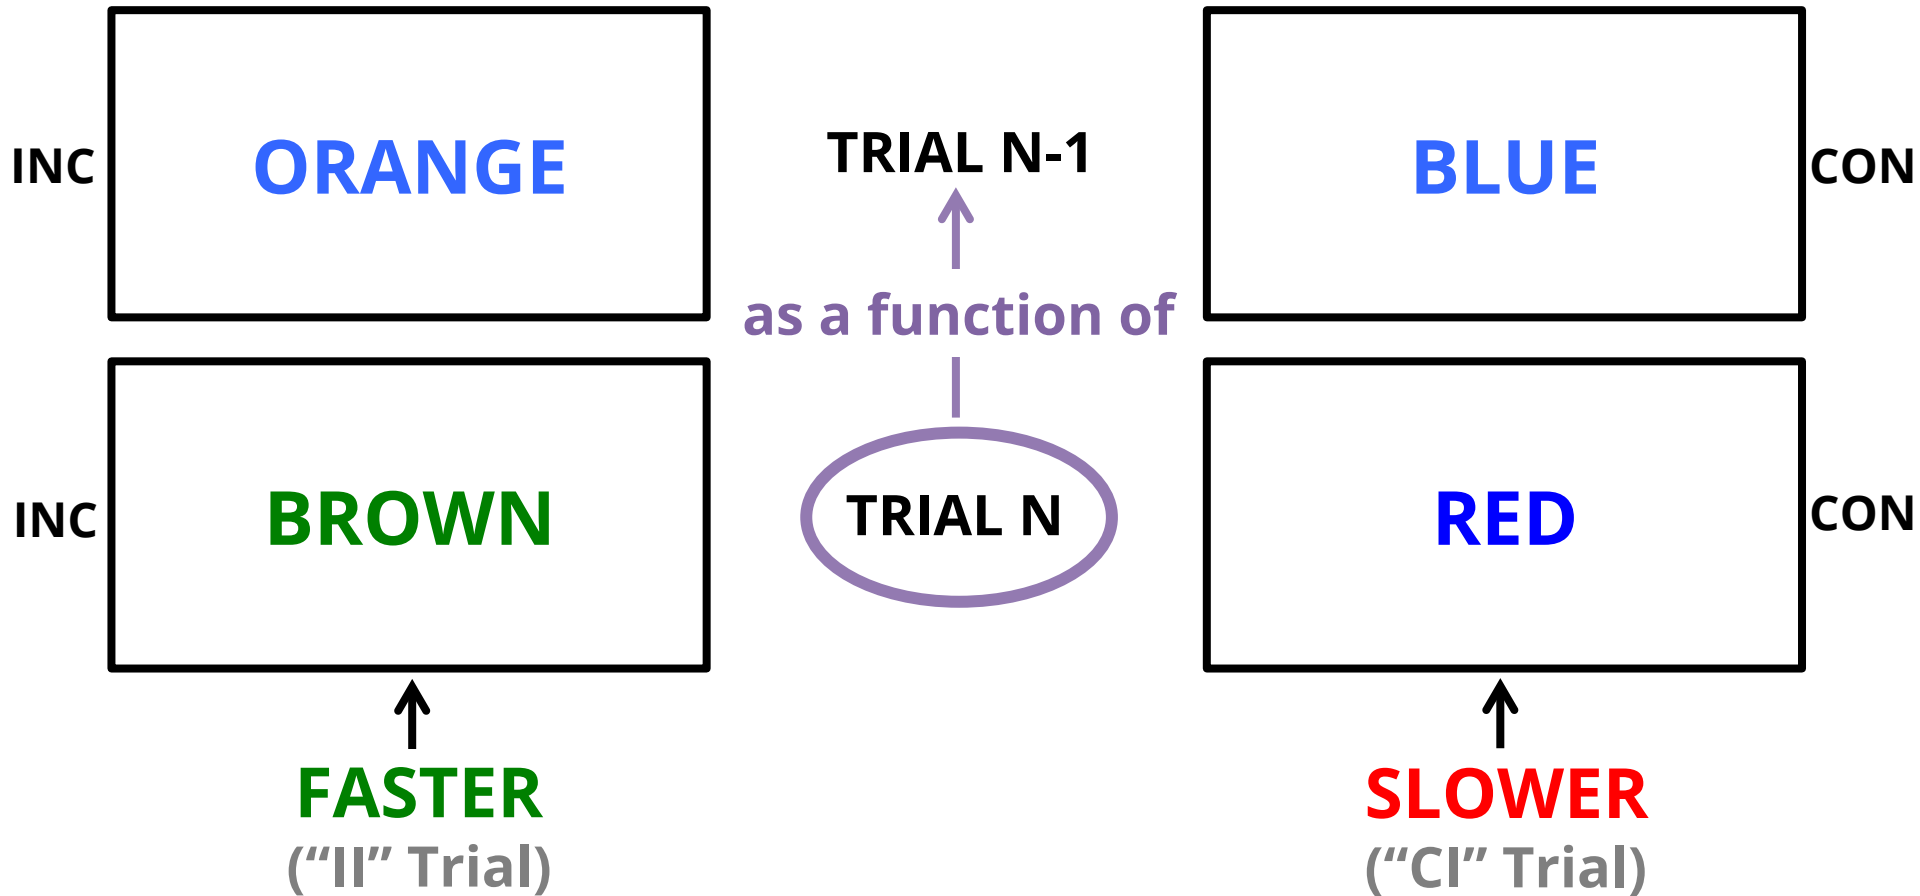 INC
ORANGE
TRIAL N-1
BLUE
CON
as a function of
INC
BROWN
TRIAL N
RED
CON
FASTER
(“II” Trial)
SLOWER
(“CI” Trial)